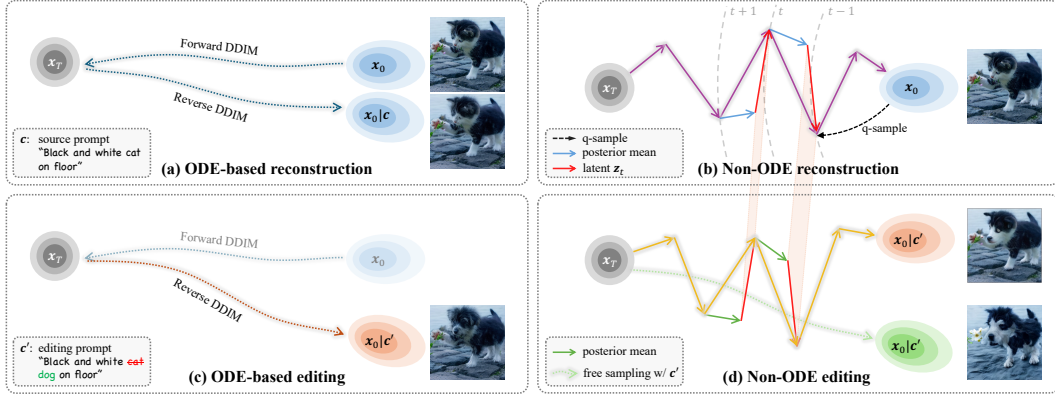 Forward DDIM
x_T
x_0
Reverse DDIM
x_0|c
c: source prompt
"Black and white cat
on floor"
(a) ODE-based reconstruction
t + 1
t
t − 1
x_T
x_0
q-sample
q-sample
posterior mean
latent z_t
(b) Non-ODE reconstruction
Forward DDIM
x_T
x_0
Reverse DDIM
x_0|c′
c′: editing prompt
"Black and white cat
dog on floor"
(c) ODE-based editing
x_T
x_0|c′
x_0|c′
posterior mean
free sampling w/ c′
(d) Non-ODE editing